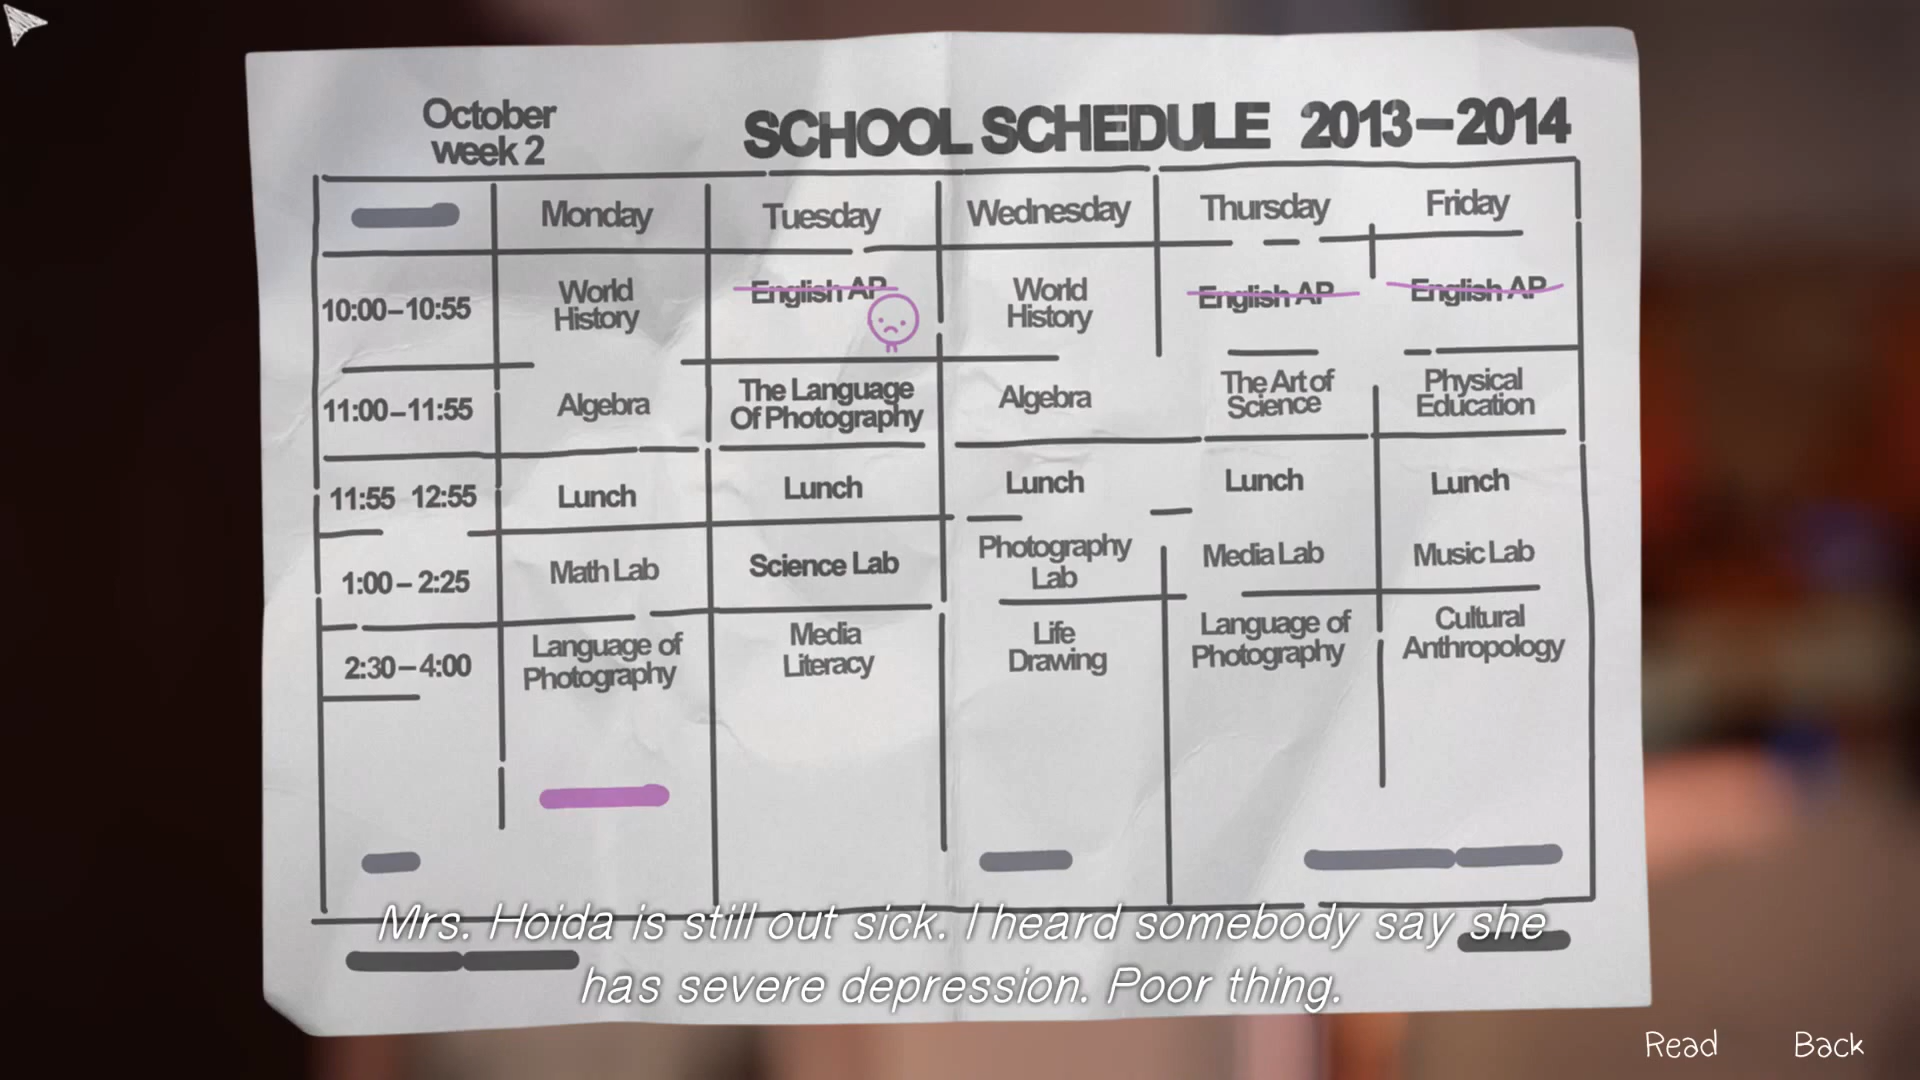 October
week 2
SCHOOL SCHEDULE 2013-2014
Monday
Tuesday
Wednesday
Thursday
Friday
10:00-10:55
World
History
English AP
World
History
English AP
English AP
11:00-11:55
Algebra
The Language
Of Photography
Algebra
The Art of
Science
Physical
Education
11:55 12:55
Lunch
Lunch
Lunch
Lunch
Lunch
1:00-2:25
Math Lab
Science Lab
Photography
Lab
Media Lab
Music Lab
2:30-4:00
Language of
Photography
Media
Literacy
Life
Drawing
Language of
Photography
Cultural
Anthropology
Mrs. Hoida is still out sick. I heard somebody say she
has severe depression. Poor thing.
Read
Back